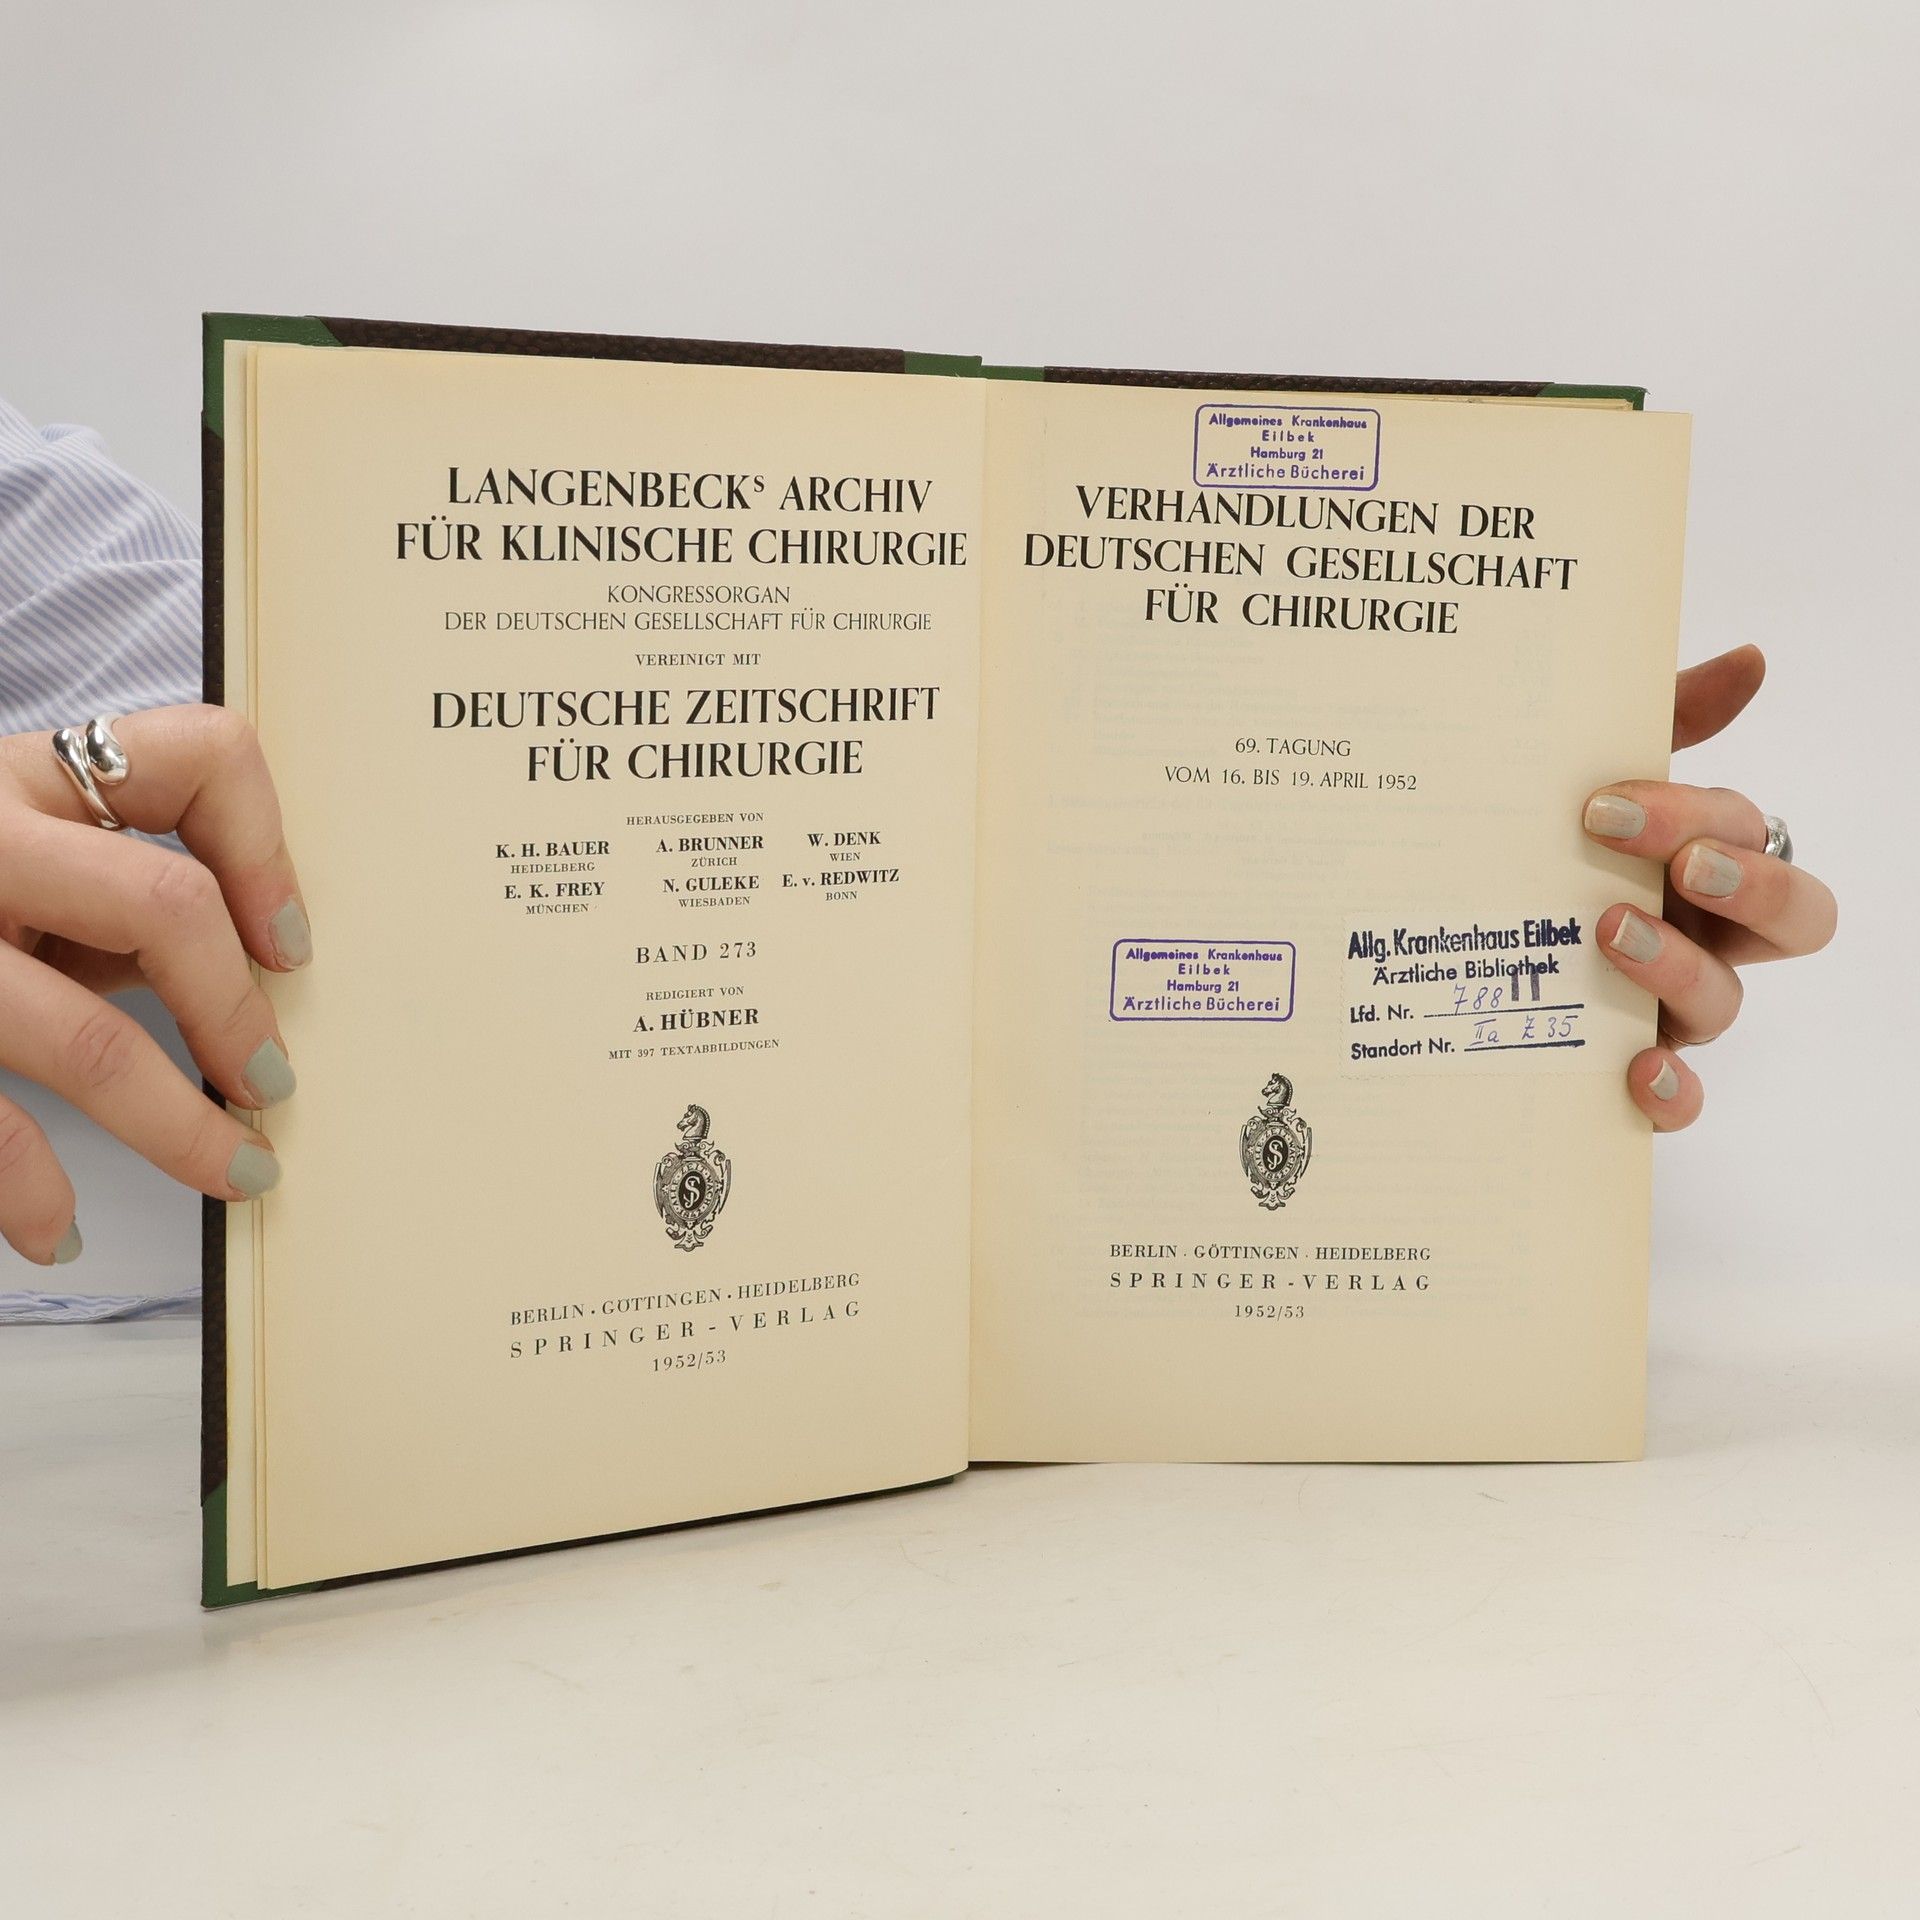 LANGENBECKS ARCHIV
FÜR KLINISCHE CHIRURGIE
KONGRESSORGAN
DER DEUTSCHEN GESELLSCHAFT FÜR CHIRURGIE
VEREINIGT MIT
DEUTSCHE ZEITSCHRIFT
FÜR CHIRURGIE
HERAUSGEGEBEN VON
K. H. BAUER A. BRUNNER W. DENK
HEIDELBERG ZÜRICH WIEN
E. K. FREY N. GULEKE E. v. REDWITZ
MÜNCHEN WIESBADEN BONN
BAND 273
REDIGIERT VON
A. HÜBNER
MIT 397 TEXTABBILDUNGEN
BERLIN · GÖTTINGEN · HEIDELBERG
SPRINGER-VERLAG
1952/53
Allgemeines Krankenhaus
Eilbek
Hamburg 21
Ärztliche Bücherei
VERHANDLUNGEN DER
DEUTSCHEN GESELLSCHAFT
FÜR CHIRURGIE
69. TAGUNG
VOM 16. BIS 19. APRIL 1952
Allgemeines Krankenhaus
Eilbek
Hamburg 21
Ärztliche Bücherei
Allg. Krankenhaus Eilbek
Ärztliche Bibliothek
Lfd. Nr. 788 II
Standort Nr. IIa Z 35
BERLIN · GÖTTINGEN · HEIDELBERG
SPRINGER-VERLAG
1952/53